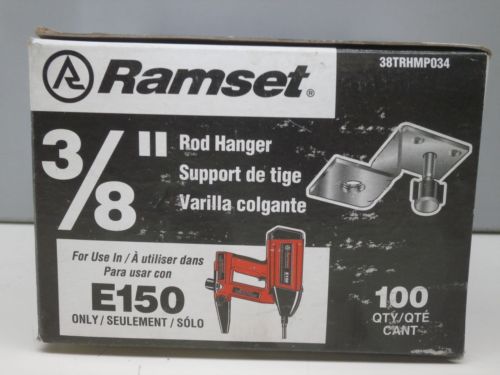 38TRHMP034
Ramset®
3/8"
Rod Hanger
Support de tige
Varilla colgante
For Use In / À utiliser dans
Para usar con
E150
ONLY / SEULEMENT / SÓLO
100
QTY/QTÉ
CANT